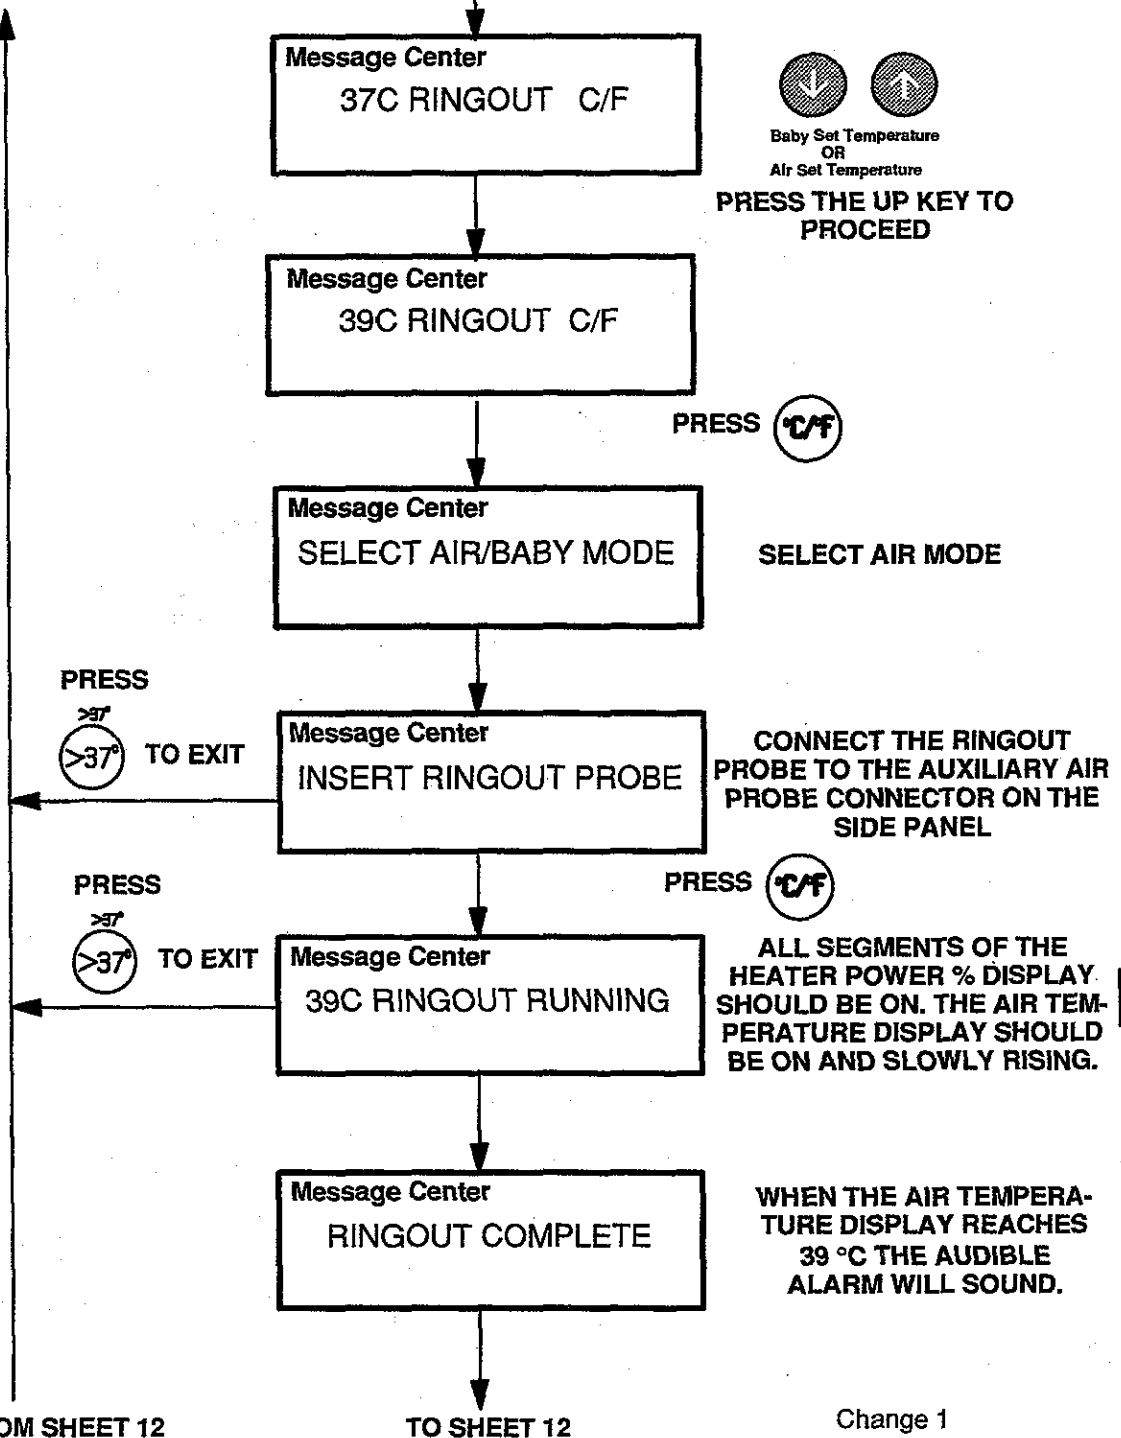 Message Center
37C RINGOUT C/F
Baby Set Temperature
OR
Air Set Temperature
PRESS THE UP KEY TO
PROCEED
Message Center
39C RINGOUT C/F
PRESS °C/°F
Message Center
SELECT AIR/BABY MODE
SELECT AIR MODE
PRESS
>37°
>37° TO EXIT
Message Center
INSERT RINGOUT PROBE
CONNECT THE RINGOUT
PROBE TO THE AUXILIARY AIR
PROBE CONNECTOR ON THE
SIDE PANEL
PRESS °C/°F
PRESS
>37°
>37° TO EXIT
Message Center
39C RINGOUT RUNNING
ALL SEGMENTS OF THE
HEATER POWER % DISPLAY
SHOULD BE ON. THE AIR TEM-
PERATURE DISPLAY SHOULD
BE ON AND SLOWLY RISING.
Message Center
RINGOUT COMPLETE
WHEN THE AIR TEMPERA-
TURE DISPLAY REACHES
39 °C THE AUDIBLE
ALARM WILL SOUND.
OM SHEET 12
TO SHEET 12
Change 1